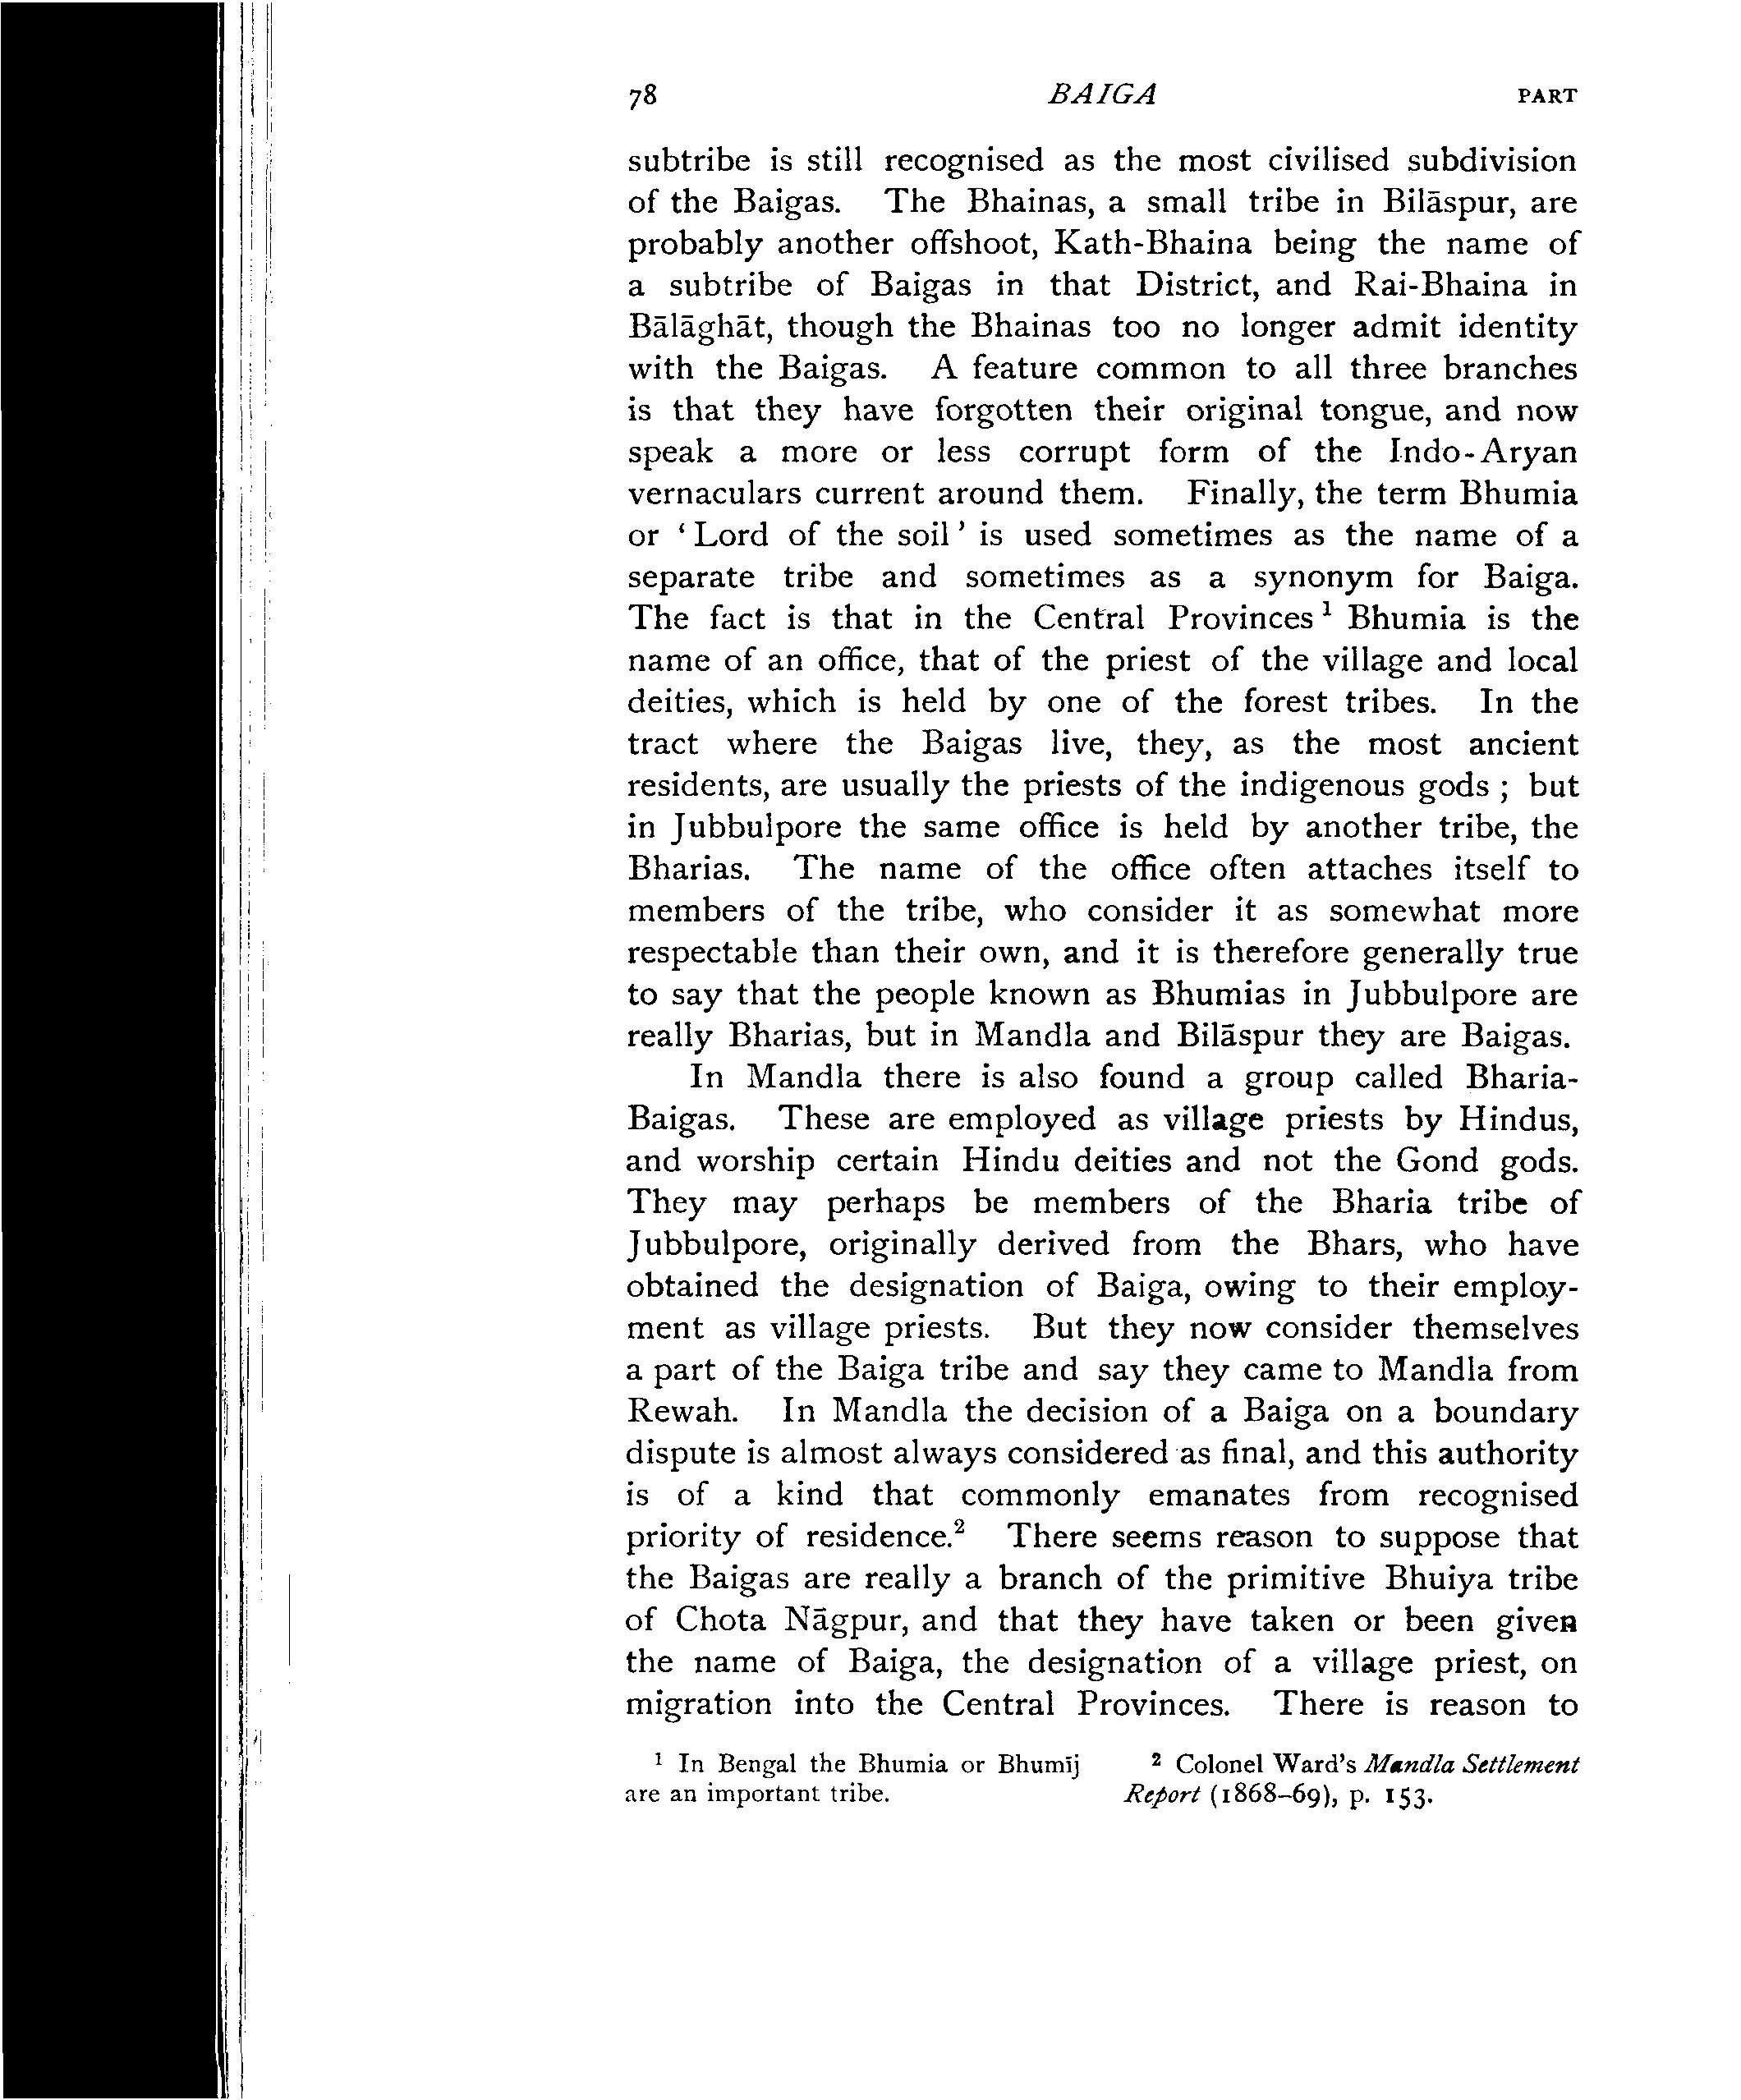 78 BAIGA PART
subtribe is still recognised as the most civilised subdivision
of the Baigas. The Bhainas, a small tribe in Bilāspur, are
probably another offshoot, Kath-Bhaina being the name of
a subtribe of Baigas in that District, and Rai-Bhaina in
Bālāghāt, though the Bhainas too no longer admit identity
with the Baigas. A feature common to all three branches
is that they have forgotten their original tongue, and now
speak a more or less corrupt form of the Indo-Aryan
vernaculars current around them. Finally, the term Bhumia
or ‘Lord of the soil’ is used sometimes as the name of a
separate tribe and sometimes as a synonym for Baiga.
The fact is that in the Central Provinces¹ Bhumia is the
name of an office, that of the priest of the village and local
deities, which is held by one of the forest tribes. In the
tract where the Baigas live, they, as the most ancient
residents, are usually the priests of the indigenous gods ; but
in Jubbulpore the same office is held by another tribe, the
Bharias. The name of the office often attaches itself to
members of the tribe, who consider it as somewhat more
respectable than their own, and it is therefore generally true
to say that the people known as Bhumias in Jubbulpore are
really Bharias, but in Mandla and Bilāspur they are Baigas.
In Mandla there is also found a group called Bharia-
Baigas. These are employed as village priests by Hindus,
and worship certain Hindu deities and not the Gond gods.
They may perhaps be members of the Bharia tribe of
Jubbulpore, originally derived from the Bhars, who have
obtained the designation of Baiga, owing to their employ-
ment as village priests. But they now consider themselves
a part of the Baiga tribe and say they came to Mandla from
Rewah. In Mandla the decision of a Baiga on a boundary
dispute is almost always considered as final, and this authority
is of a kind that commonly emanates from recognised
priority of residence.² There seems reason to suppose that
the Baigas are really a branch of the primitive Bhuiya tribe
of Chota Nāgpur, and that they have taken or been given
the name of Baiga, the designation of a village priest, on
migration into the Central Provinces. There is reason to
¹ In Bengal the Bhumia or Bhumīj
are an important tribe.
² Colonel Ward’s Mandla Settlement
Report (1868–69), p. 153.